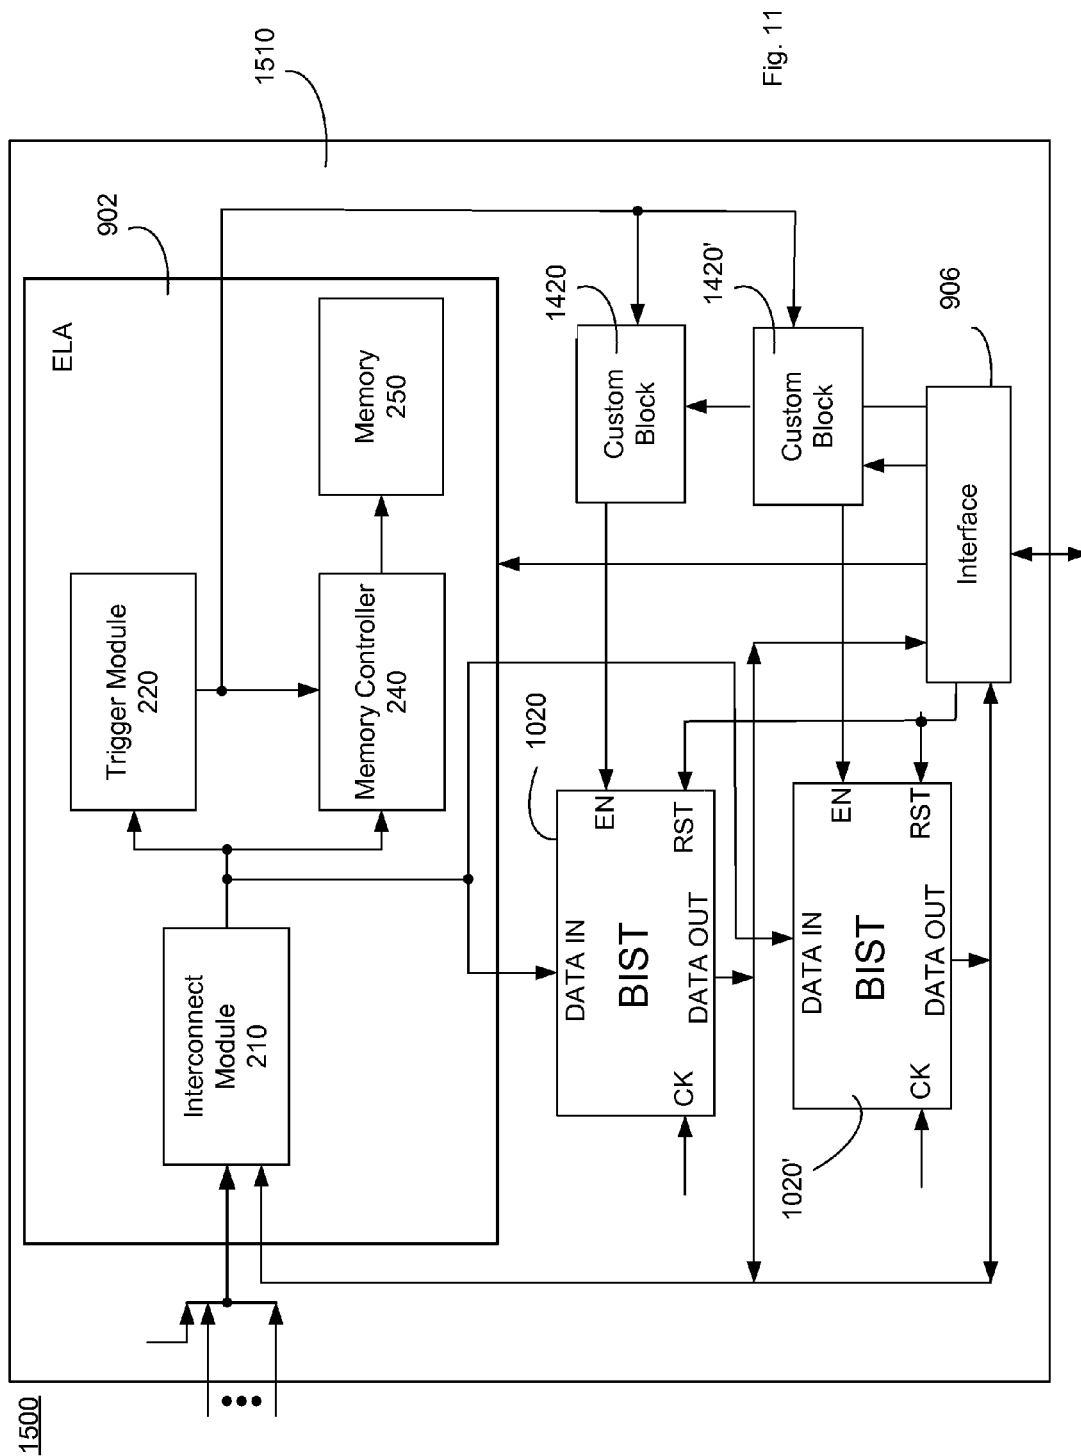 1500
1510
902
ELA
Trigger Module
220
Interconnect
Module
210
Memory Controller
240
Memory
250
1020
DATA IN
EN
BIST
CK
DATA OUT
RST
1420
Custom
Block
1020'
DATA IN
EN
BIST
CK
DATA OUT
RST
1420'
Custom
Block
906
Interface
Fig. 11